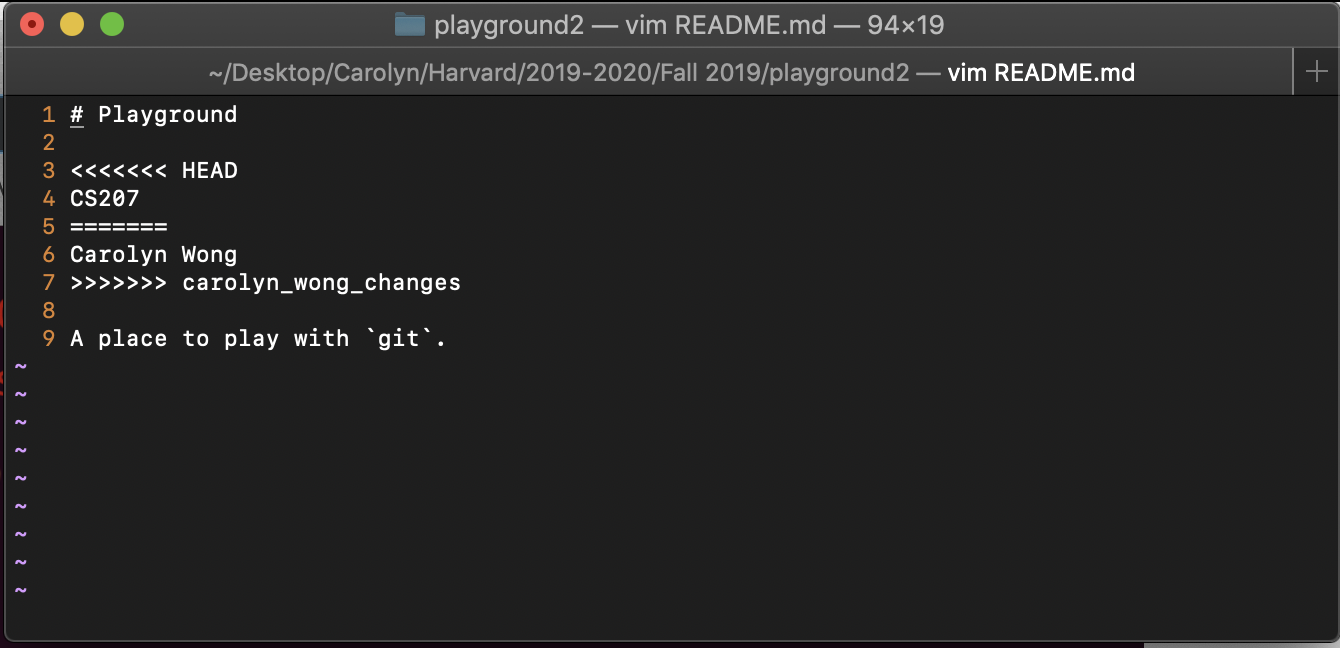 playground2 — vim README.md — 94×19
~/Desktop/Carolyn/Harvard/2019-2020/Fall 2019/playground2 — vim README.md
1 # Playground
2
3 <<<<<<< HEAD
4 CS207
5 =======
6 Carolyn Wong
7 >>>>>>> carolyn_wong_changes
8
9 A place to play with `git`.
~
~
~
~
~
~
~
~
~